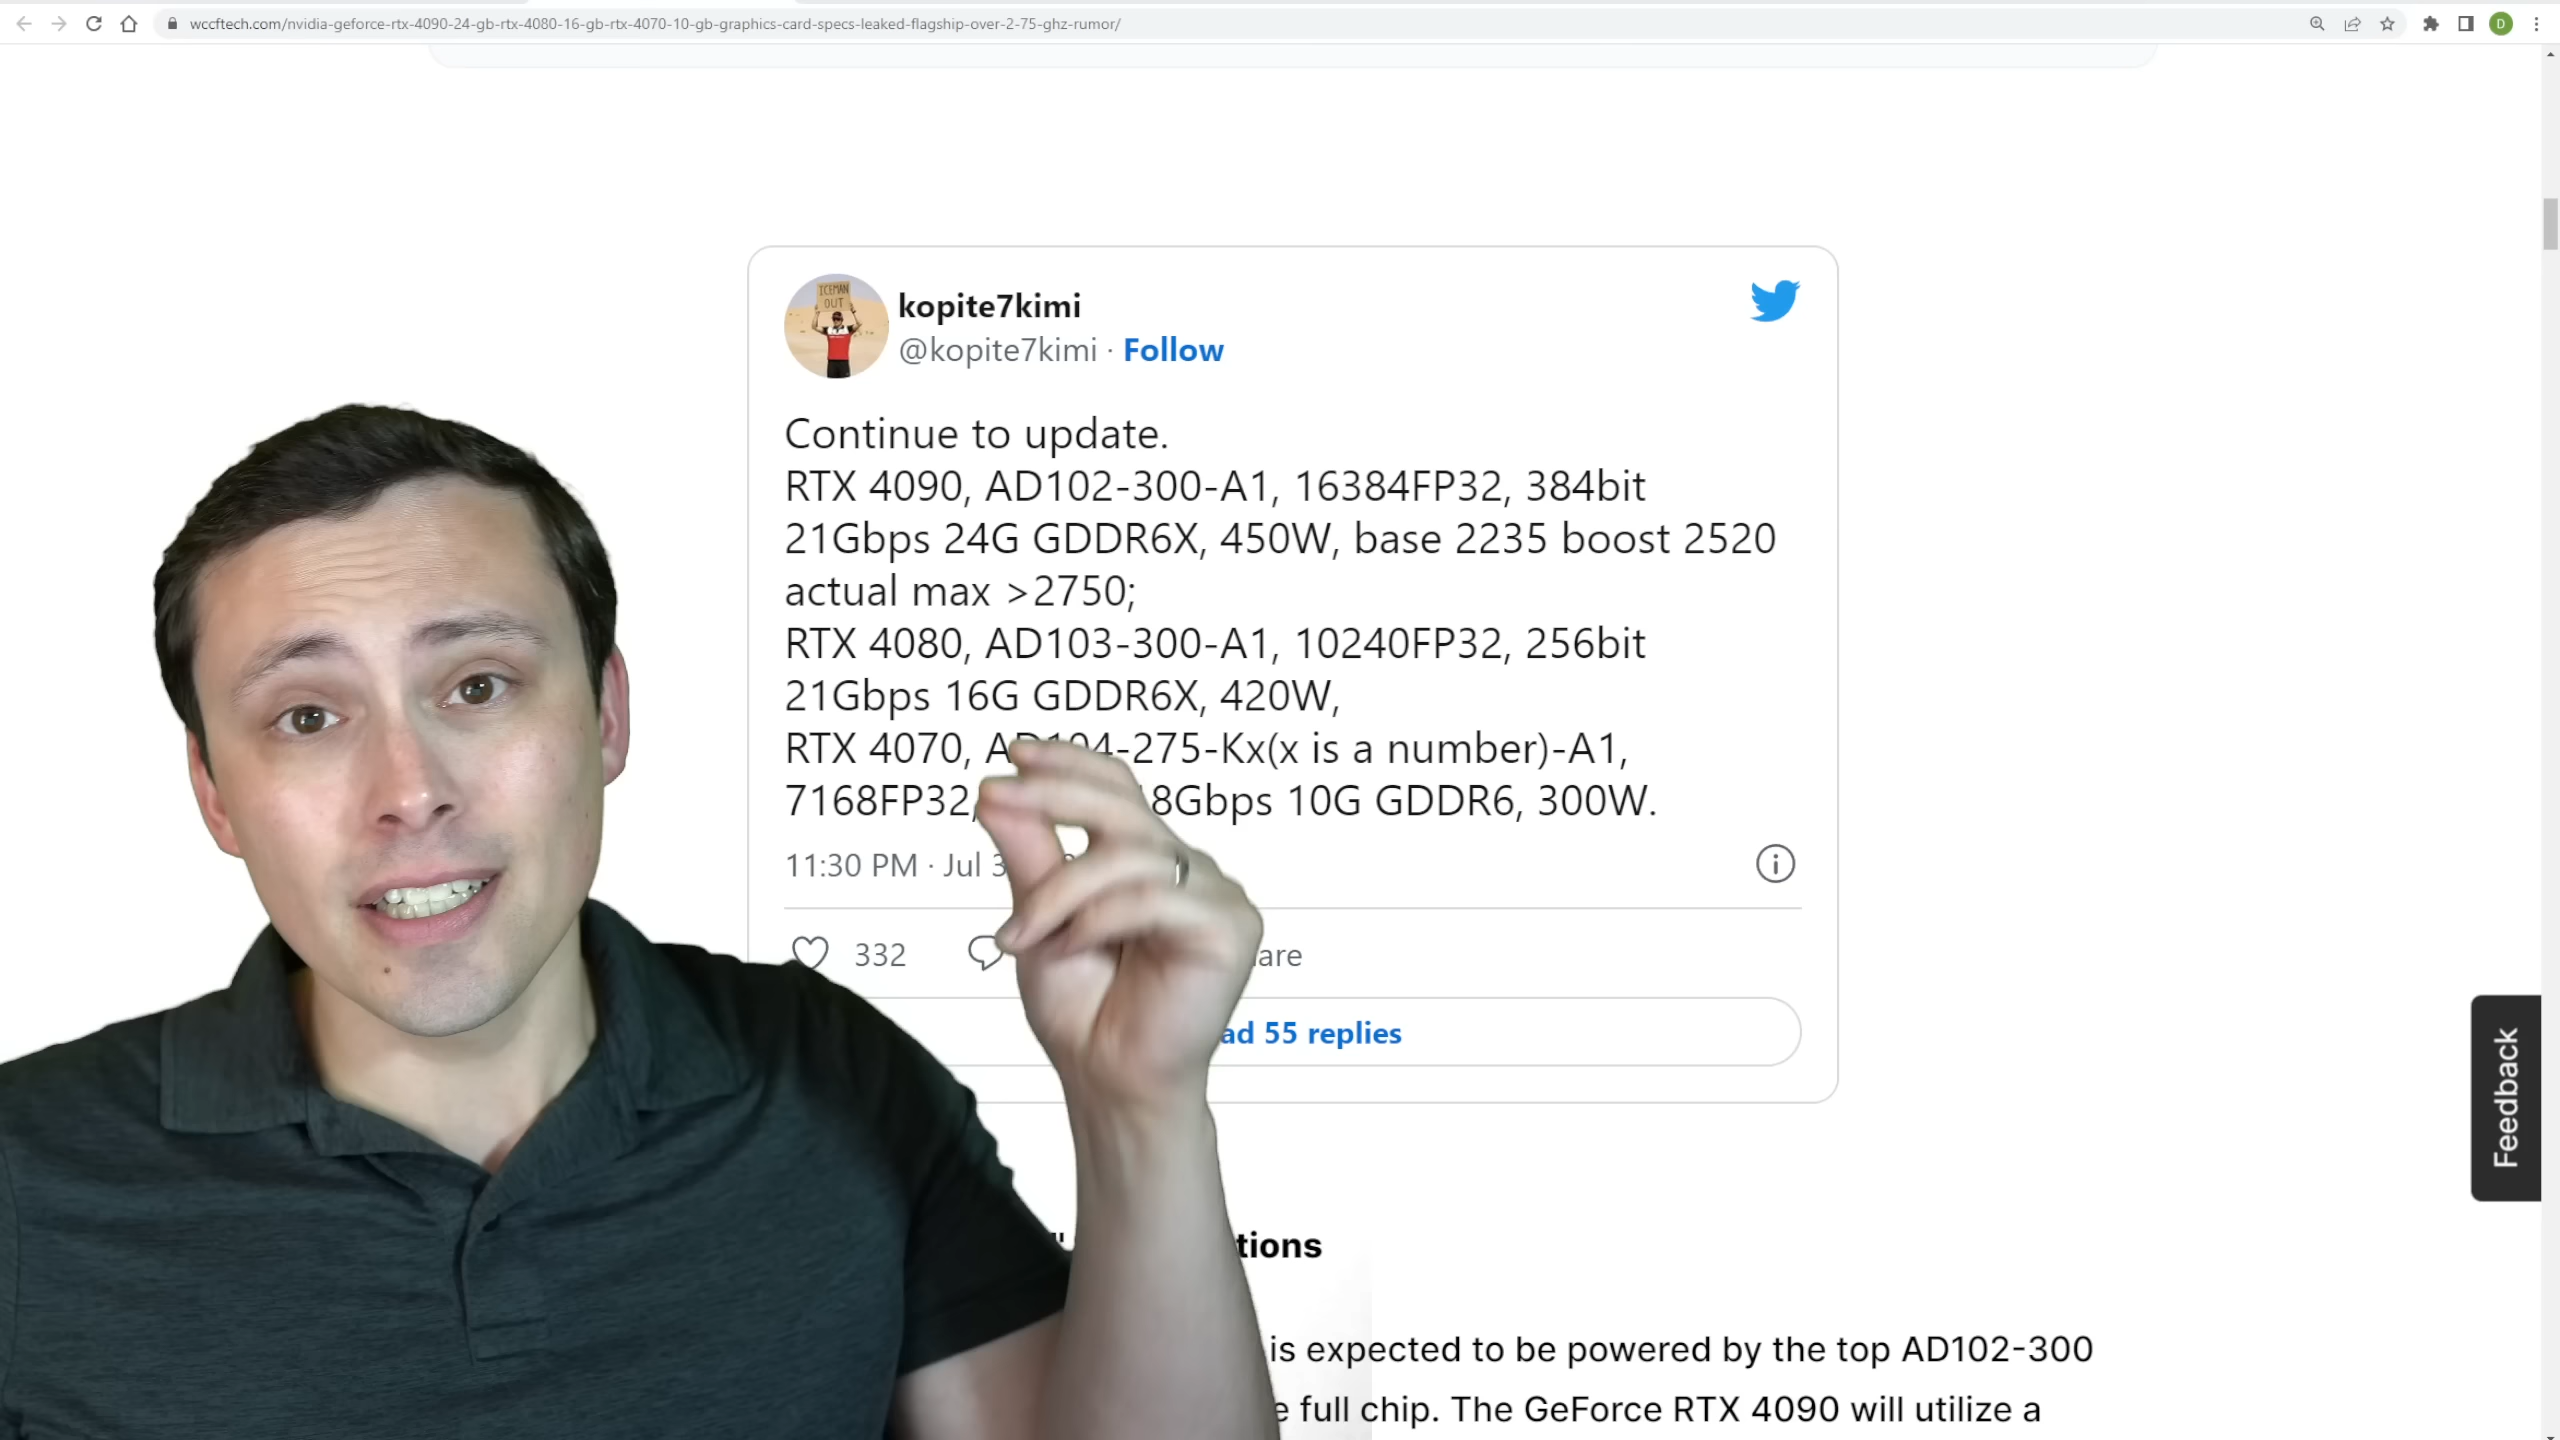 wccftech.com/nvidia-geforce-rtx-4090-24-gb-rtx-4080-16-gb-rtx-4070-10-gb-graphics-card-specs-leaked-flagship-over-2-75-ghz-rumor/
D
ICEMAN
OUT
kopite7kimi
@kopite7kimi · Follow
Continue to update.
RTX 4090, AD102-300-A1, 16384FP32, 384bit
21Gbps 24G GDDR6X, 450W, base 2235 boost 2520
actual max >2750;
RTX 4080, AD103-300-A1, 10240FP32, 256bit
21Gbps 16G GDDR6X, 420W,
RTX 4070, AD104-275-Kx(x is a number)-A1,
7168FP32, 8Gbps 10G GDDR6, 300W.
11:30 PM · Jul
332
55 replies
Feedback
is expected to be powered by the top AD102-300
full chip. The GeForce RTX 4090 will utilize a